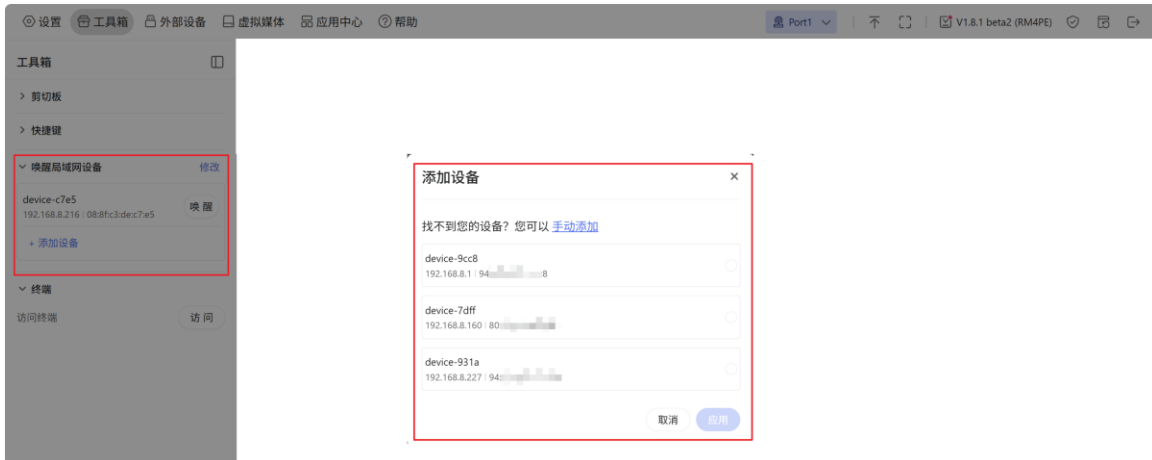 设置 工具箱 外部设备 虚拟媒体 应用中心 帮助 Port1 V1.8.1 beta2 (RM4PE)
工具箱
剪切板
快捷键
唤醒局域网设备 修改
device-c7e5
192.168.8.216 | 08:8f:c3:de:c7:e5
唤醒
+ 添加设备
终端
访问终端 访问
添加设备 ×
找不到您的设备？您可以 手动添加
device-9cc8
192.168.8.1 | 94: :8
device-7dff
192.168.8.160 | 80:
device-931a
192.168.8.227 | 94:
取消 应用